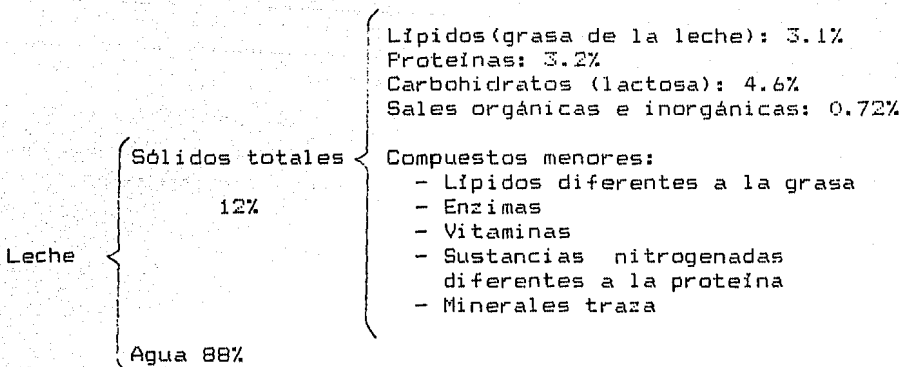 Lípidos(grasa de la leche): 3.1%
Proteínas: 3.2%
Carbohidratos (lactosa): 4.6%
Sales orgánicas e inorgánicas: 0.72%
Sólidos totales
12%
Compuestos menores:
- Lípidos diferentes a la grasa
- Enzimas
- Vitaminas
- Sustancias nitrogenadas
diferentes a la proteína
- Minerales traza
Leche
Agua 88%